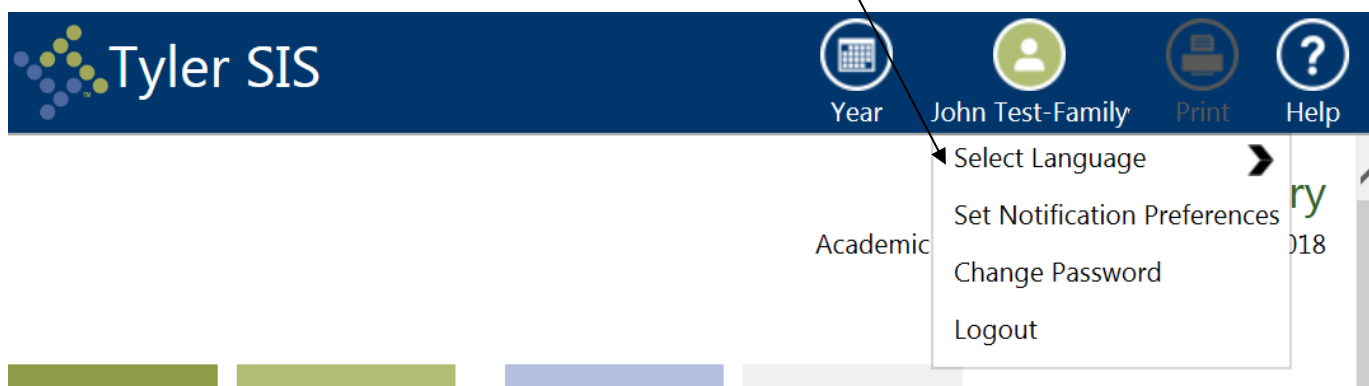 Tyler SIS
Year John Test-Family Print Help
Select Language
Set Notification Preferences
Change Password
Logout
ry
Academic 018